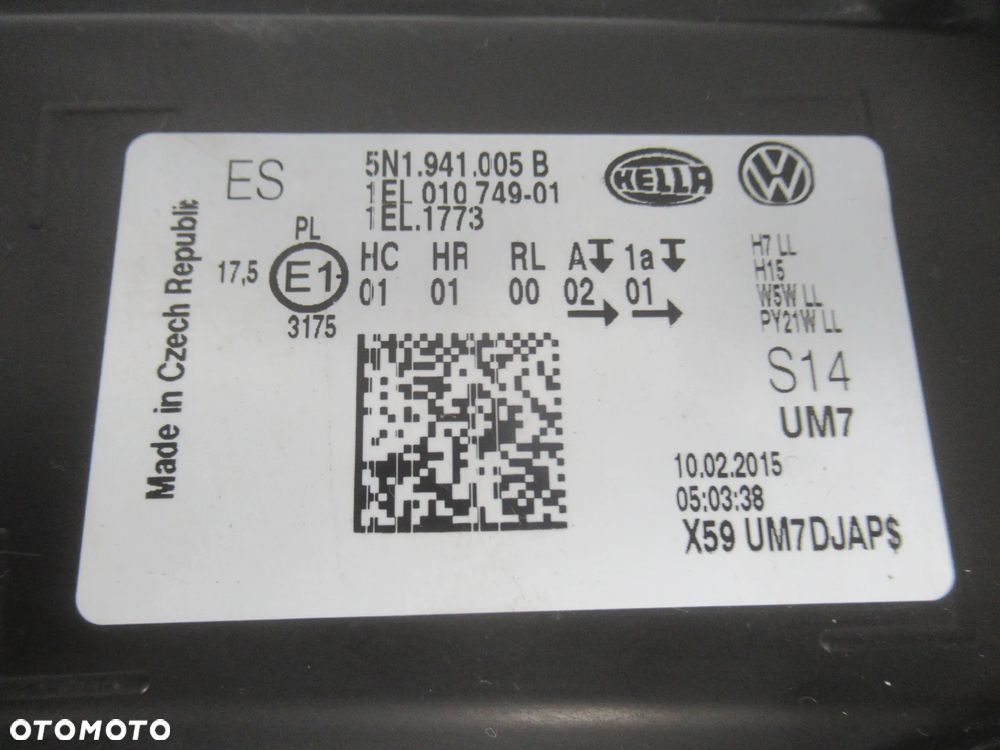 ES
5N1.941.005 B
1EL 010 749-01
1EL.1773
HELLA
VW
Made in Czech Republic
PL
17,5
E1
3175
HC HR RL A 1a
01 01 00 02 01
H7 LL
H15
W5W LL
PY21W LL
S14
UM7
10.02.2015
05:03:38
X59 UM7DJAP$
OTOMOTO